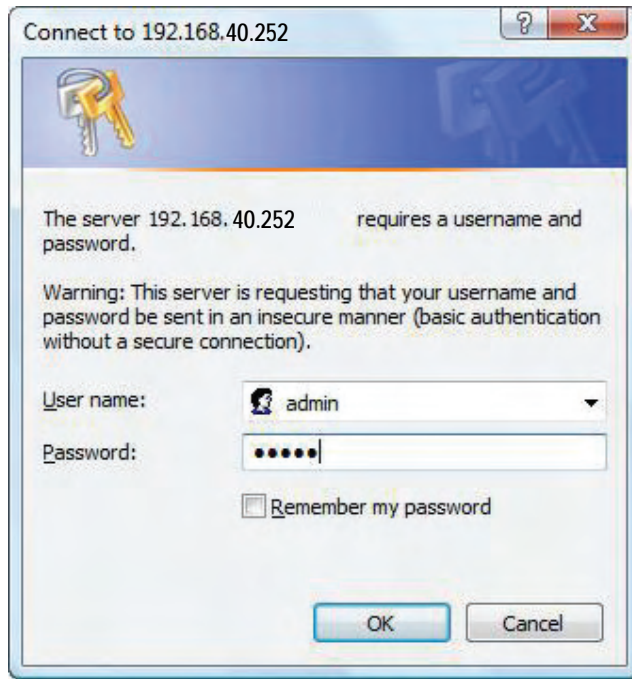 Connect to 192.168.40.252
The server 192.168. 40.252 requires a username and
password.
Warning: This server is requesting that your username and
password be sent in an insecure manner (basic authentication
without a secure connection).
User name: admin
Password: •••••
Remember my password
OK Cancel